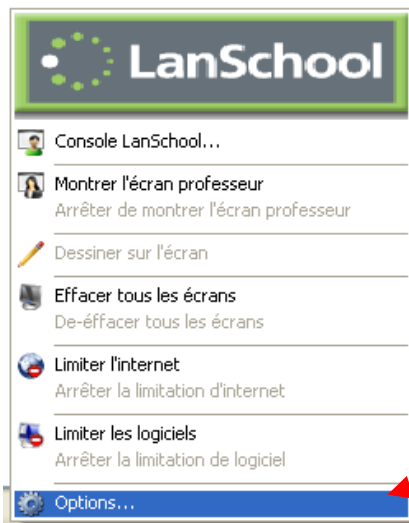 LanSchool
Console LanSchool...
Montrer l'écran professeur
Arrêter de montrer l'écran professeur
Dessiner sur l'écran
Effacer tous les écrans
De-éffacer tous les écrans
Limiter l'internet
Arrêter la limitation d'internet
Limiter les logiciels
Arrêter la limitation de logiciel
Options...